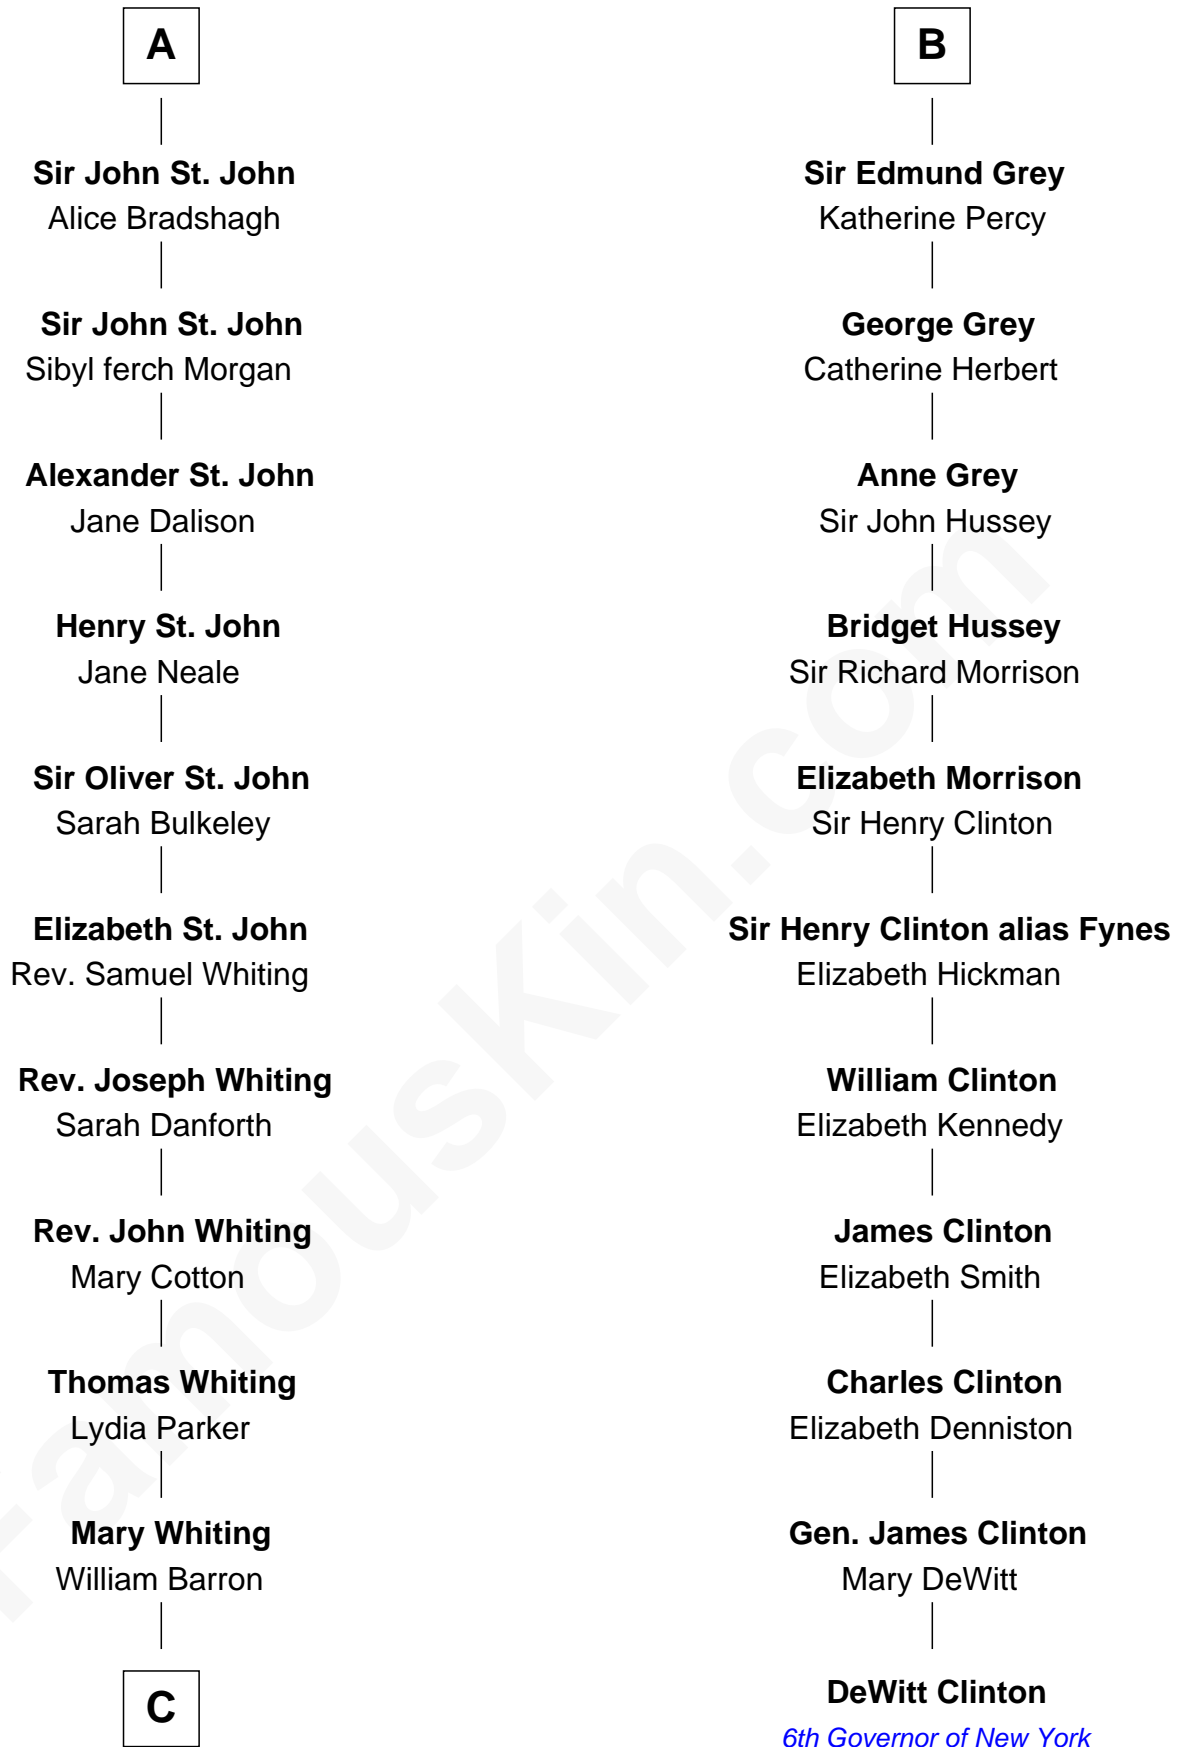 A
Sir John St. John
Alice Bradshagh
Sir John St. John
Sibyl ferch Morgan
Alexander St. John
Jane Dalison
Henry St. John
Jane Neale
Sir Oliver St. John
Sarah Bulkeley
Elizabeth St. John
Rev. Samuel Whiting
Rev. Joseph Whiting
Sarah Danforth
Rev. John Whiting
Mary Cotton
Thomas Whiting
Lydia Parker
Mary Whiting
William Barron
C
B
Sir Edmund Grey
Katherine Percy
George Grey
Catherine Herbert
Anne Grey
Sir John Hussey
Bridget Hussey
Sir Richard Morrison
Elizabeth Morrison
Sir Henry Clinton
Sir Henry Clinton alias Fynes
Elizabeth Hickman
William Clinton
Elizabeth Kennedy
James Clinton
Elizabeth Smith
Charles Clinton
Elizabeth Denniston
Gen. James Clinton
Mary DeWitt
DeWitt Clinton
6th Governor of New York
FamousKin.com